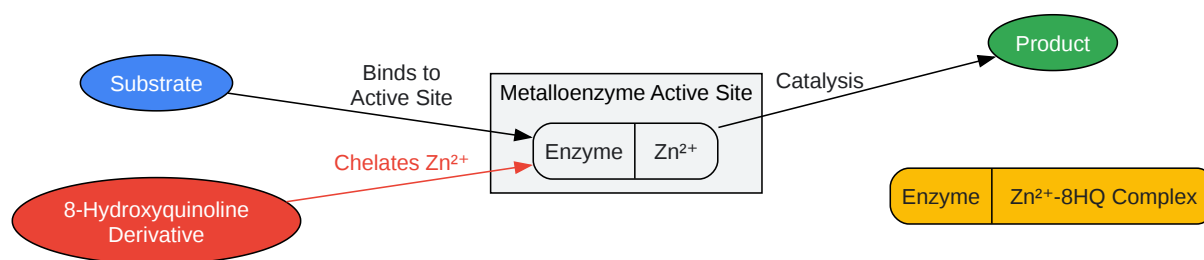 Substrate
Binds to
Active Site
Metalloenzyme Active Site
Enzyme
Zn²⁺
Catalysis
Product
8-Hydroxyquinoline
Derivative
Chelates Zn²⁺
Enzyme
Zn²⁺-8HQ Complex